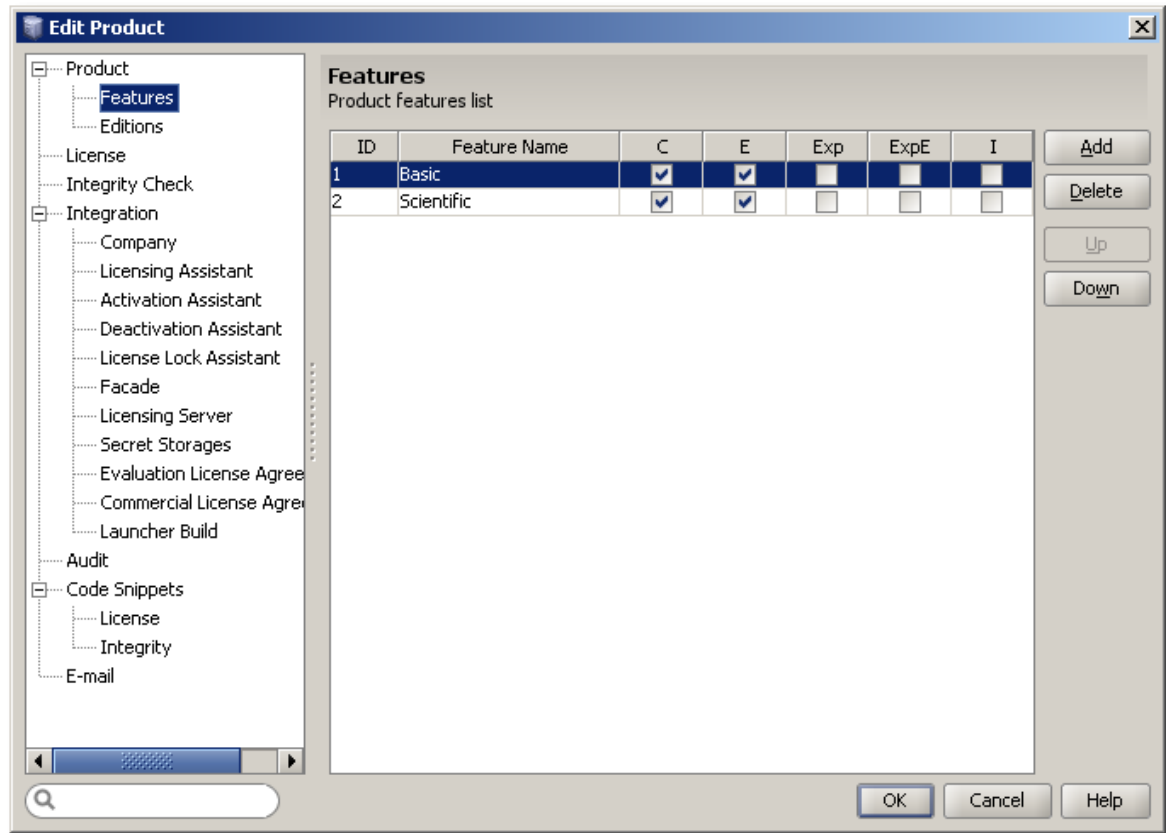 Edit Product
Product
Features
Editions
License
Integrity Check
Integration
Company
Licensing Assistant
Activation Assistant
Deactivation Assistant
License Lock Assistant
Facade
Licensing Server
Secret Storages
Evaluation License Agree
Commercial License Agre
Launcher Build
Audit
Code Snippets
License
Integrity
E-mail
Features
Product features list
ID Feature Name C E Exp ExpE I
1 Basic
2 Scientific
Add
Delete
Up
Down
OK Cancel Help